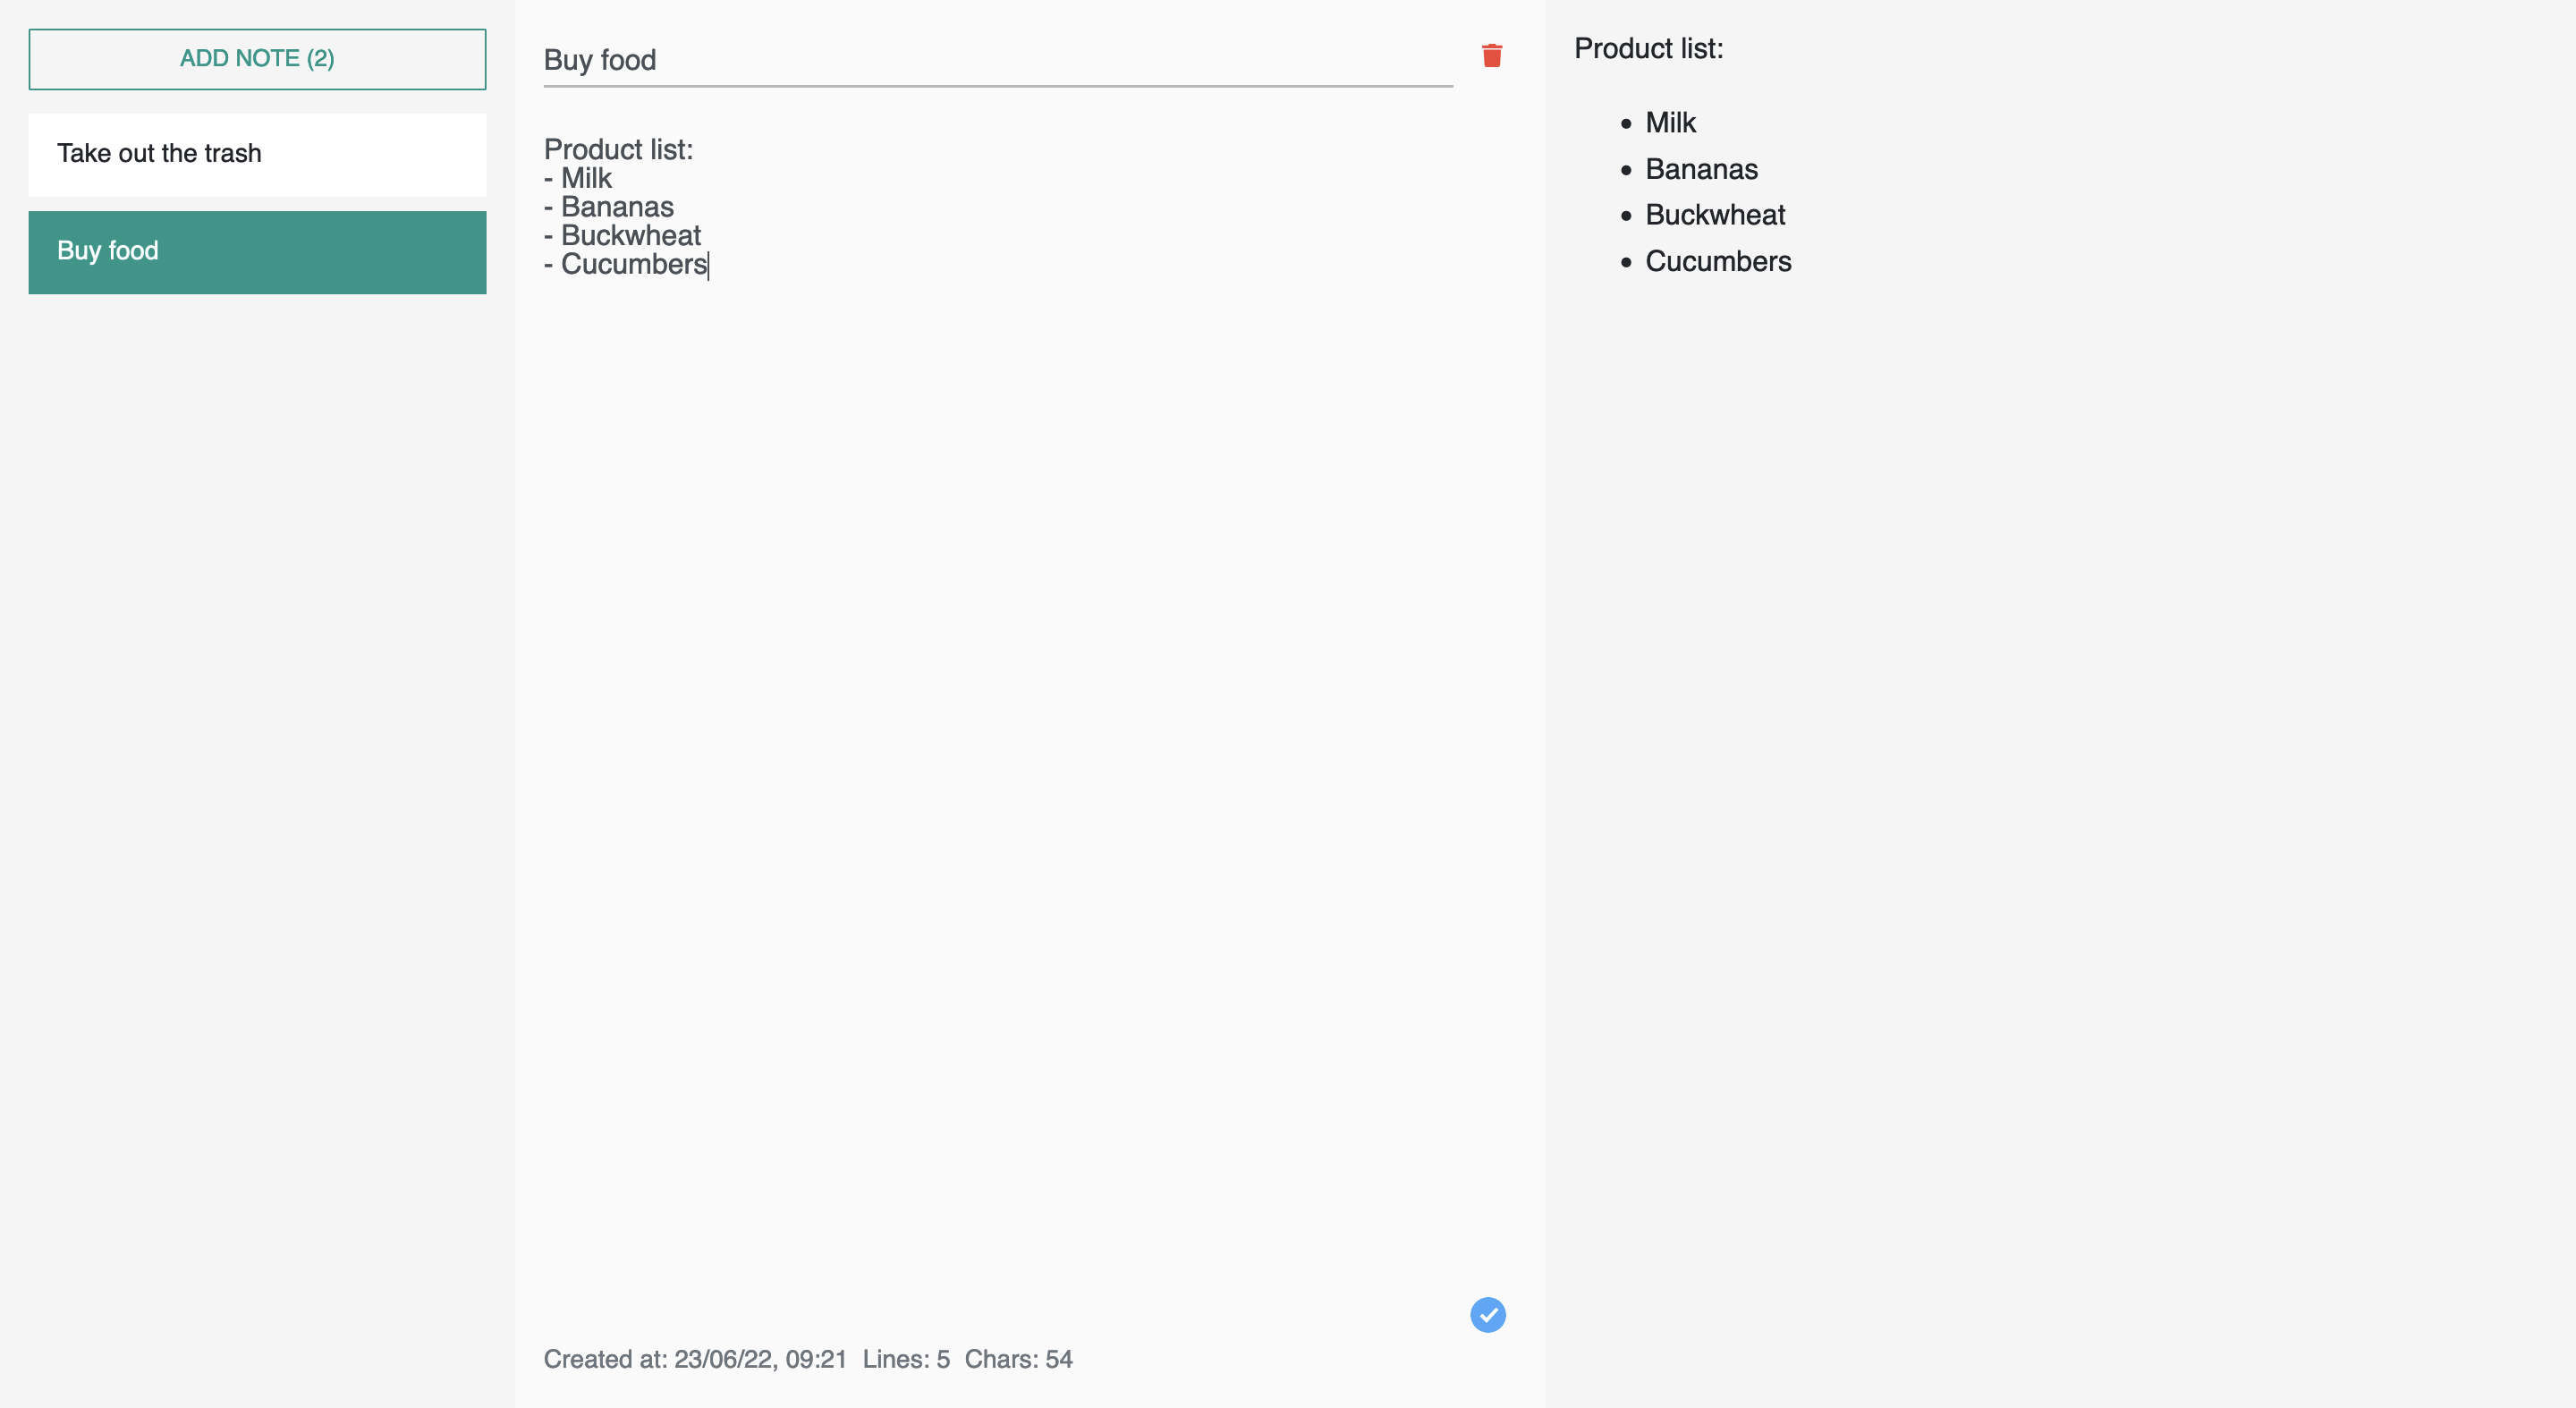 ADD NOTE (2)
Take out the trash
Buy food
Buy food
Product list:
- Milk
- Bananas
- Buckwheat
- Cucumbers
Created at: 23/06/22, 09:21 Lines: 5 Chars: 54
Product list:
• Milk
• Bananas
• Buckwheat
• Cucumbers